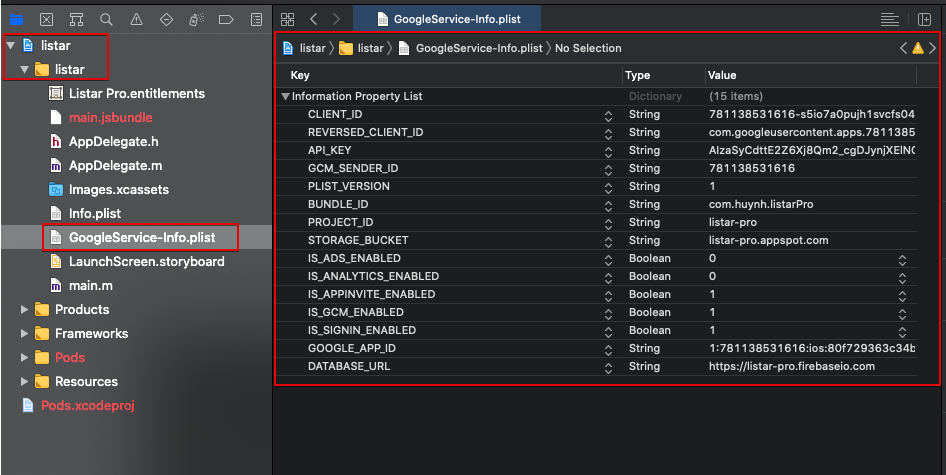 GoogleService-Info.plist
listar
listar
Listar Pro.entitlements
main.jsbundle
AppDelegate.h
AppDelegate.m
Images.xcassets
Info.plist
GoogleService-Info.plist
LaunchScreen.storyboard
main.m
Products
Frameworks
Pods
Resources
Pods.xcodeproj
listar listar GoogleService-Info.plist No Selection
Key Type Value
Information Property List Dictionary (15 items)
CLIENT_ID String 781138531616-s5io7a0pujh1svcfs04
REVERSED_CLIENT_ID String com.googleusercontent.apps.7811385
API_KEY String
GCM_SENDER_ID String 781138531616
PLIST_VERSION String 1
BUNDLE_ID String com.huynh.listarPro
PROJECT_ID String listar-pro
STORAGE_BUCKET String listar-pro.appspot.com
IS_ADS_ENABLED Boolean 0
IS_ANALYTICS_ENABLED Boolean 0
IS_APPINVITE_ENABLED Boolean 1
IS_GCM_ENABLED Boolean 1
IS_SIGNIN_ENABLED Boolean 1
GOOGLE_APP_ID String 1:781138531616:ios:80f729363c34b
DATABASE_URL String https://listar-pro.firebaseio.com